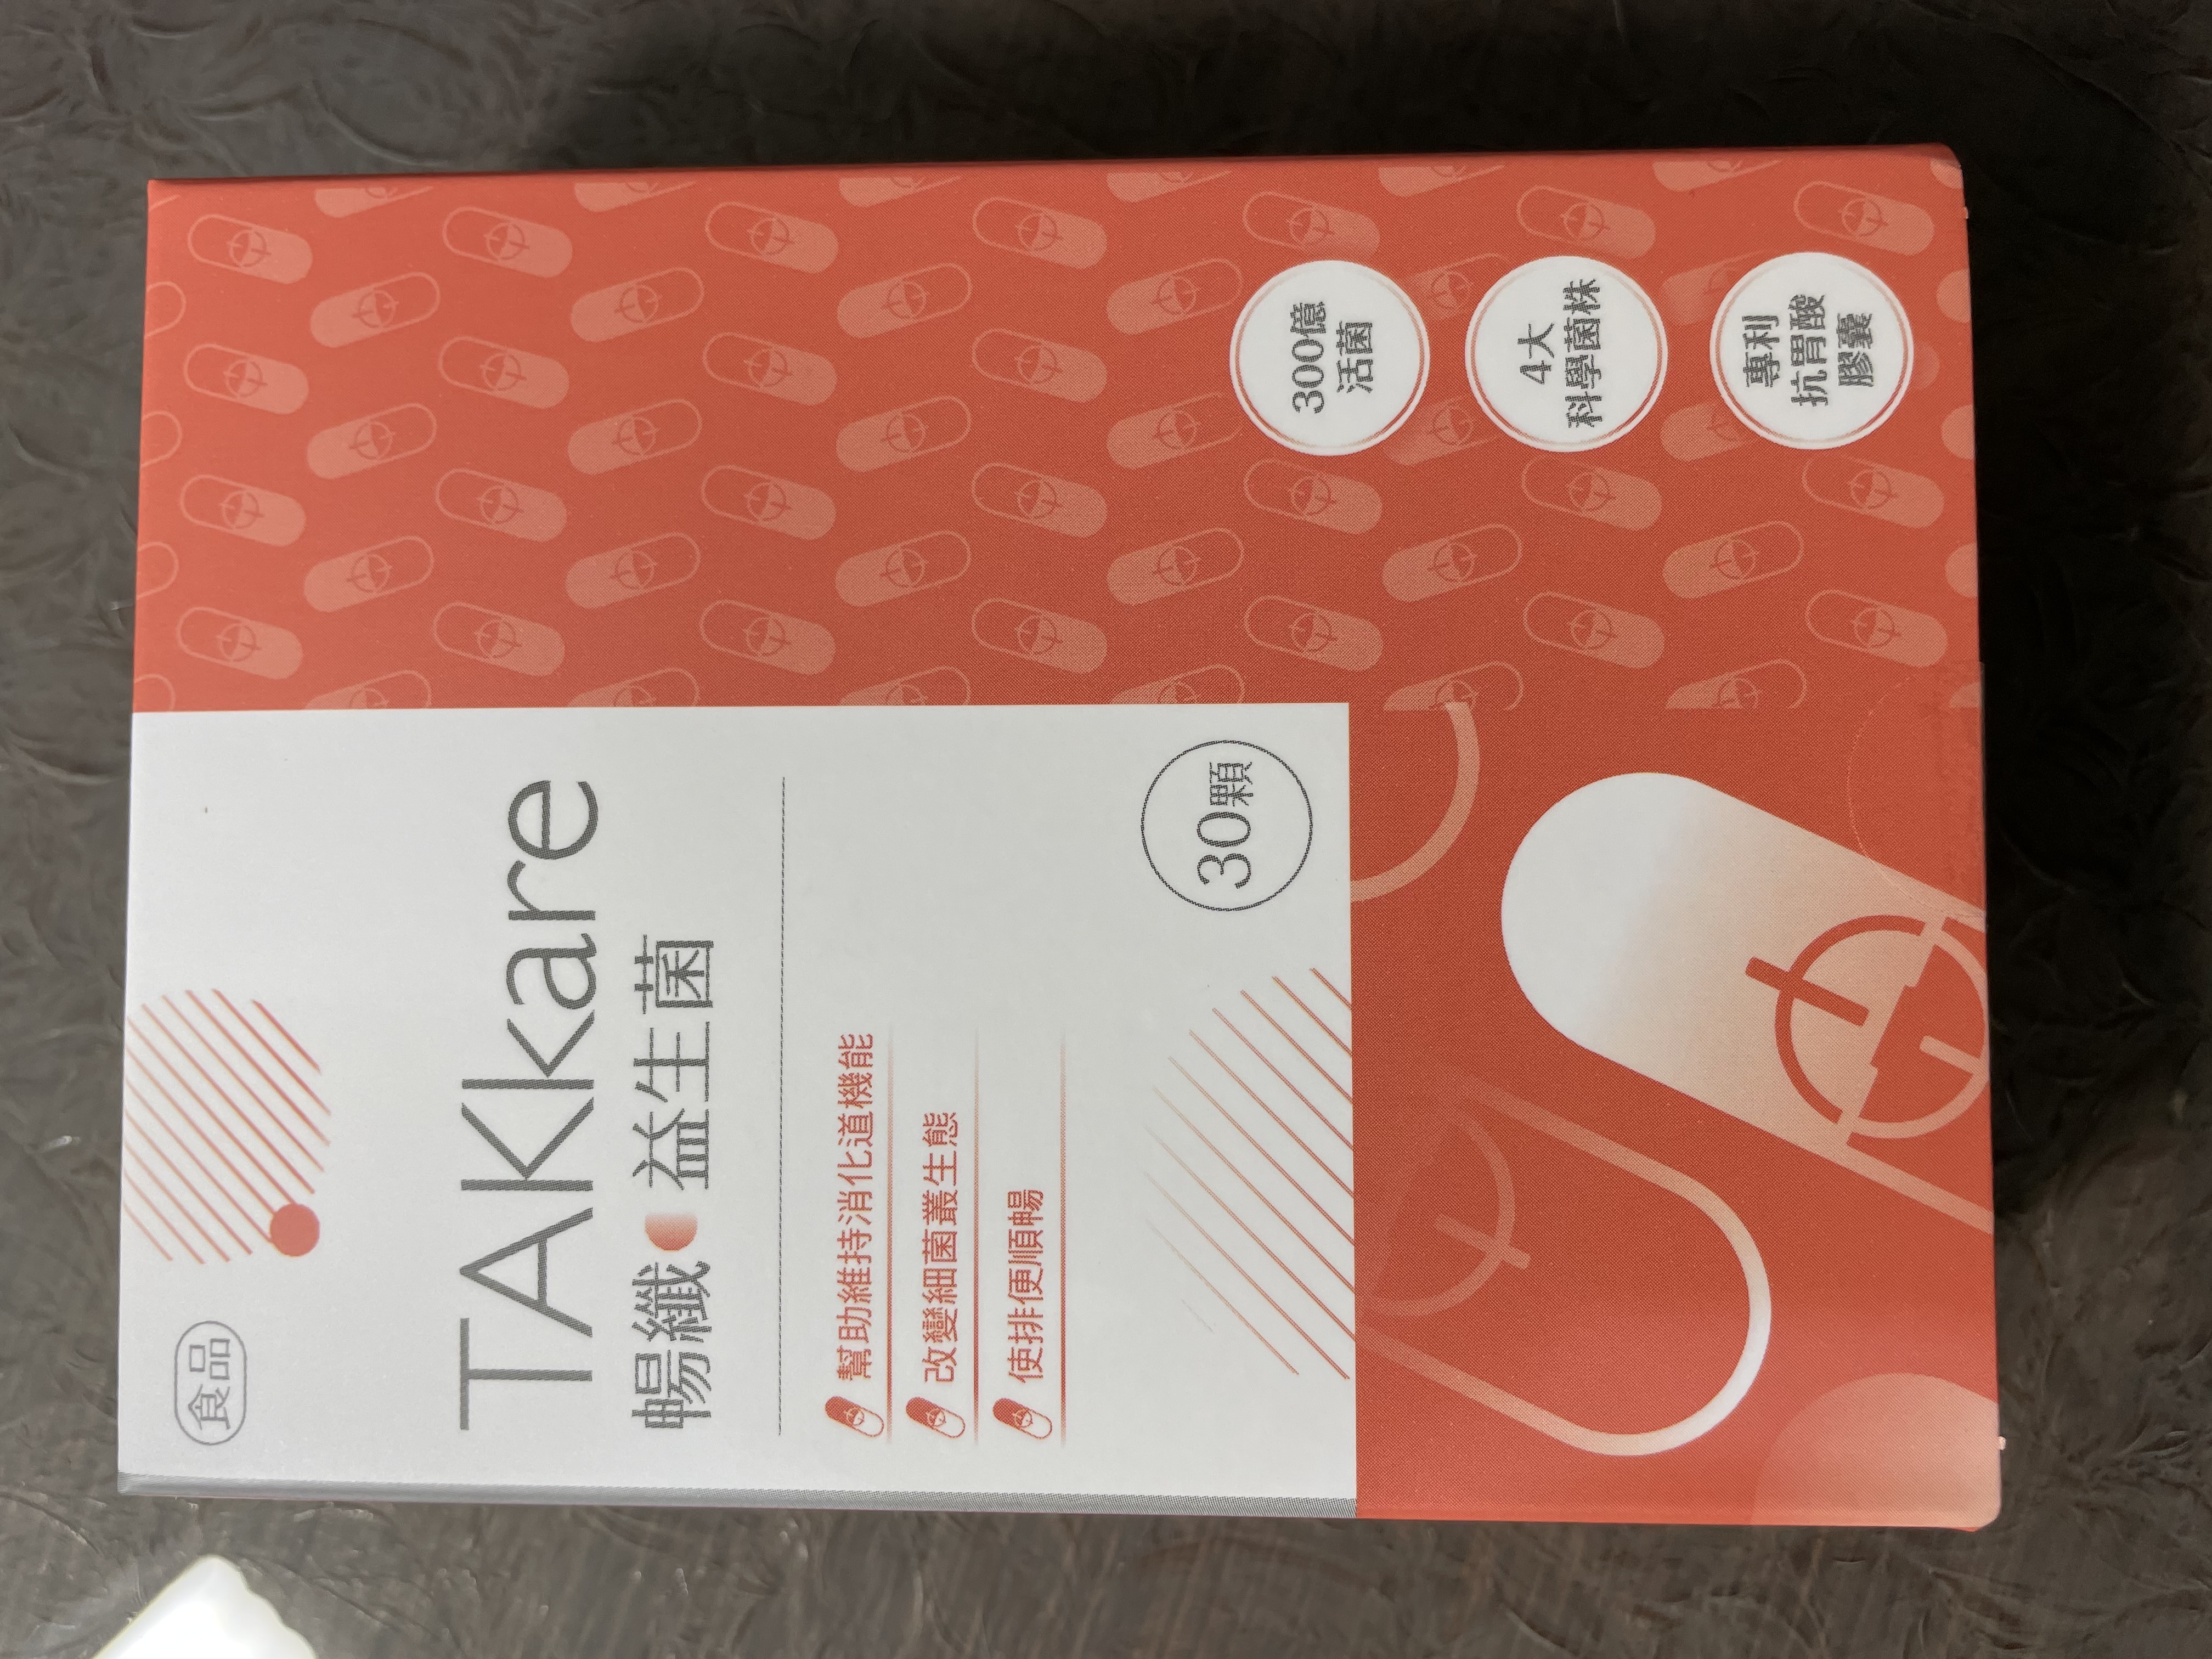 食品
TAKkare
暢纖 益生菌
幫助維持消化道機能
改變細菌叢生態
使排便順暢
30顆
300億
活菌
4大
科學菌株
專利
抗胃酸
膠囊